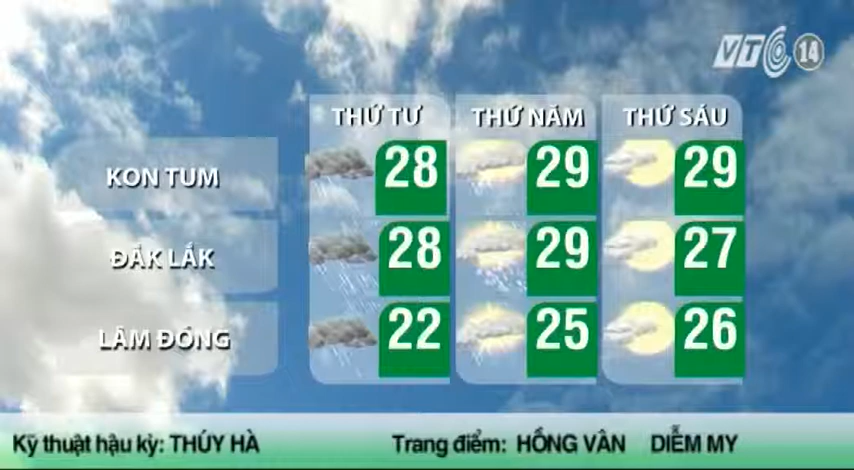 VTC 14
THỨ TƯ THỨ NĂM THỨ SÁU
KON TUM 28 29 29
ĐĂK LẮK 28 29 27
LÂM ĐỒNG 22 25 26
Kỹ thuật hậu kỳ: THÚY HÀ Trang điểm: HỒNG VÂN DIỄM MY